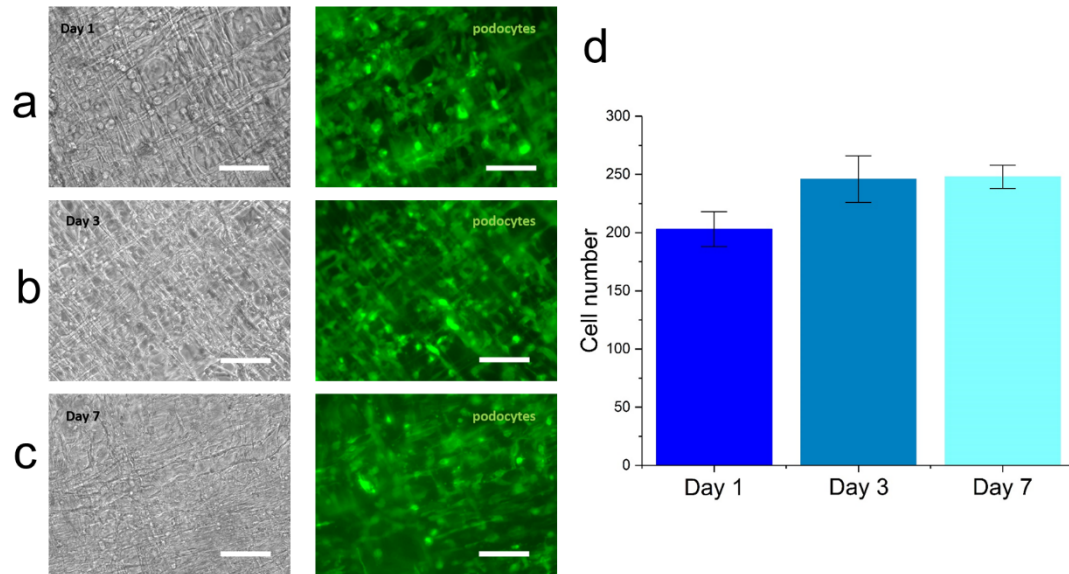 a
Day 1
podocytes
b
Day 3
podocytes
c
Day 7
podocytes
d
300
250
200
150
100
50
0
Cell number
Day 1 Day 3 Day 7